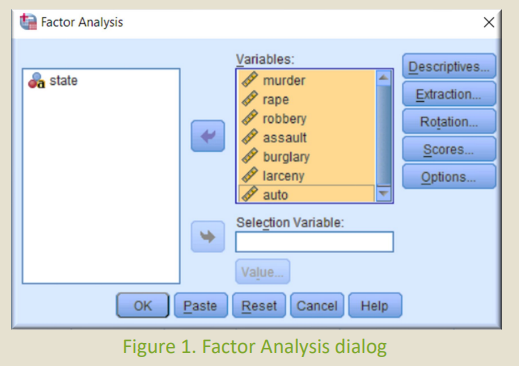 Factor Analysis
state
Variables:
murder
rape
robbery
assault
burglary
larceny
auto
Selection Variable:
Value...
Descriptives...
Extraction...
Rotation...
Scores...
Options...
OK
Paste
Reset
Cancel
Help
Figure 1. Factor Analysis dialog